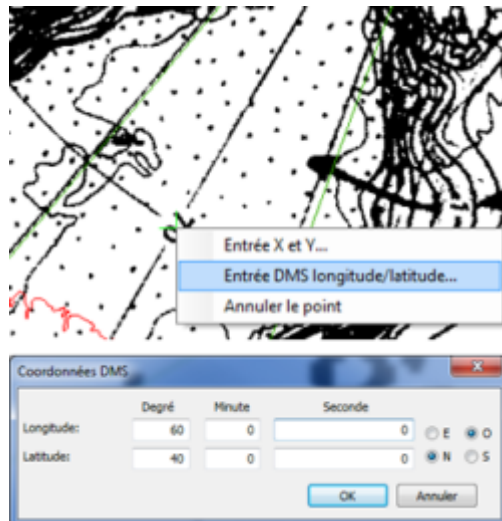 Entrée X et Y...
Entrée DMS longitude/latitude...
Annuler le point
Coordonnées DMS
Degré Minute Seconde
Longitude: 60 0 0 E O
Latitude: 40 0 0 N S
OK Annuler